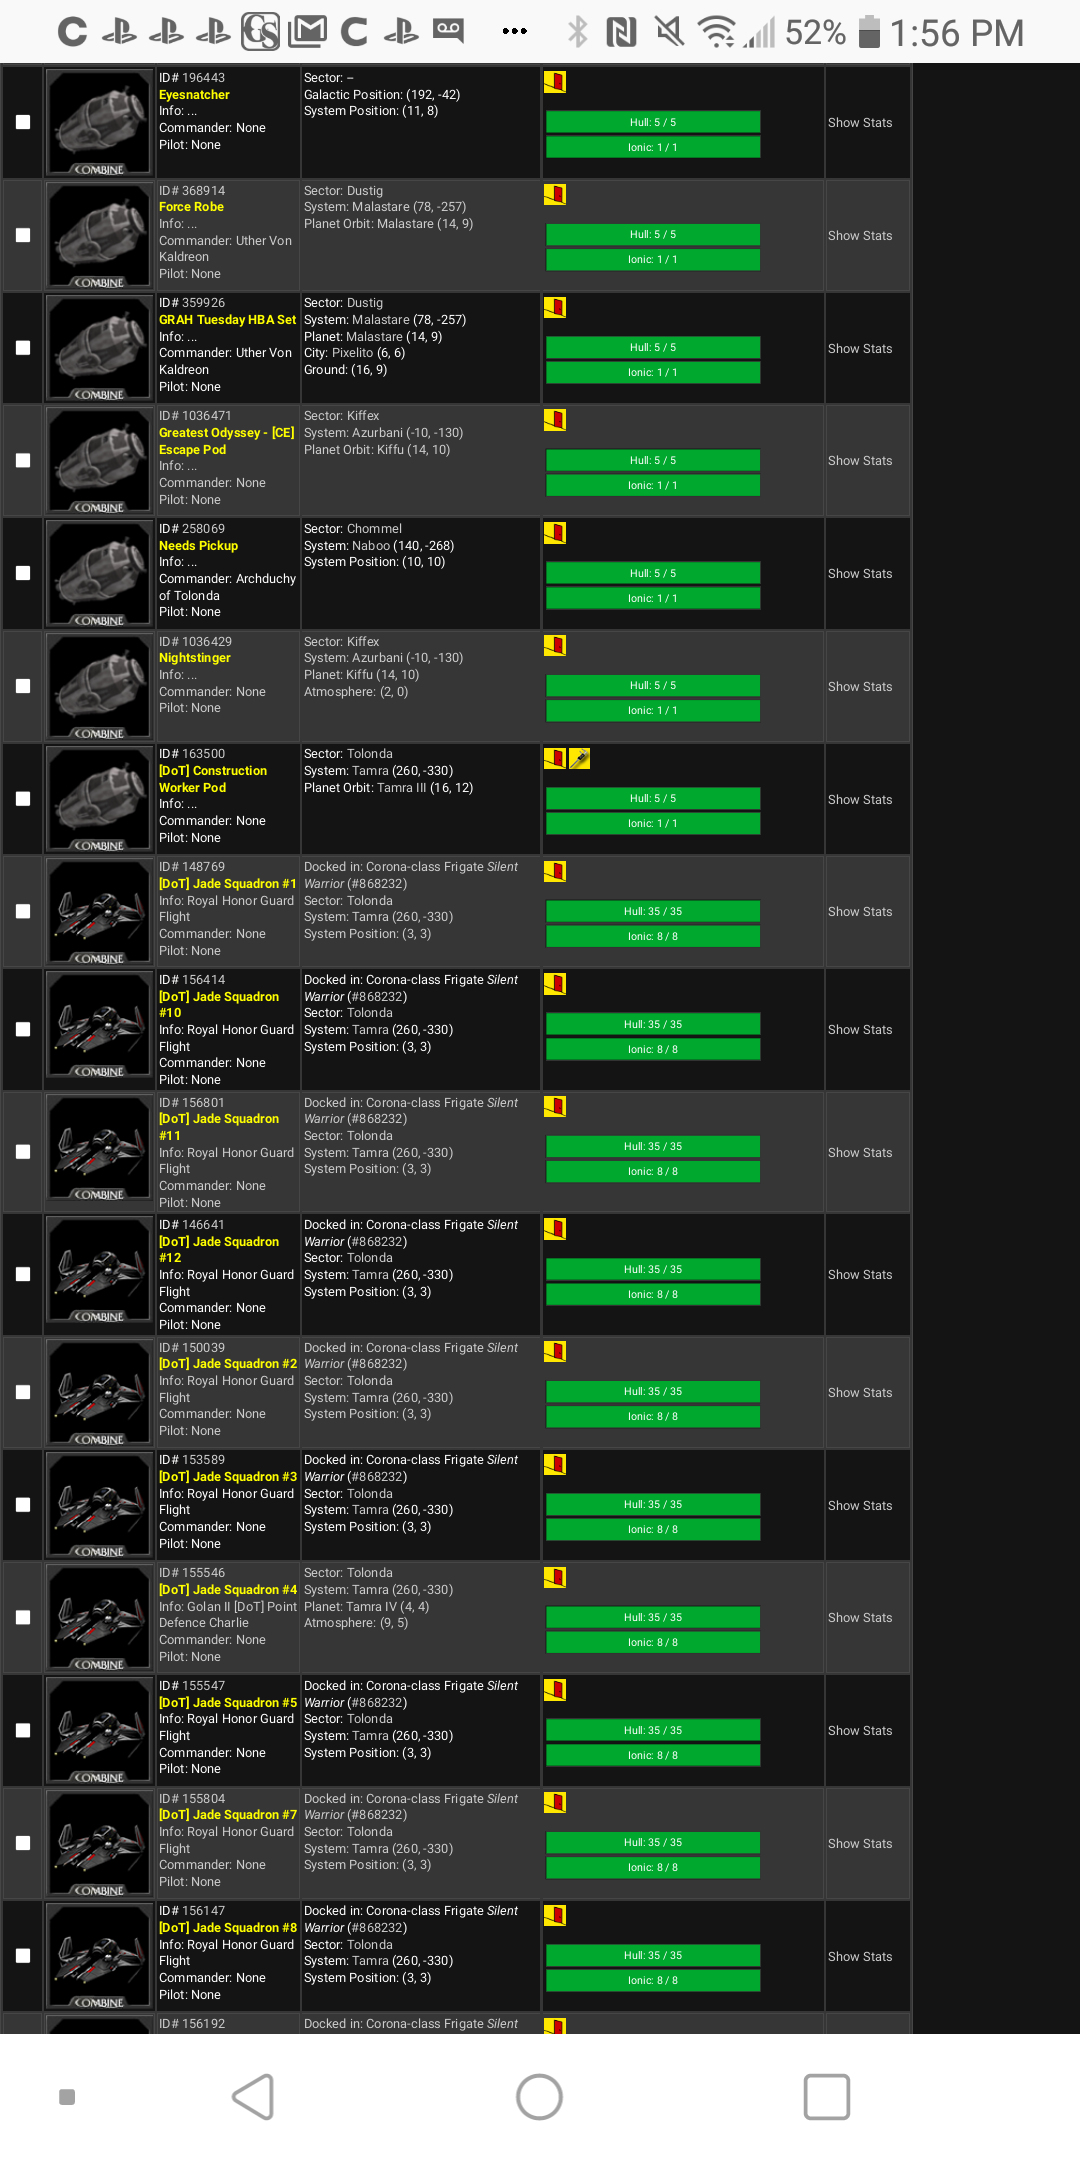 52% 1:56 PM
ID# 196443
Eyesnatcher
Info: ...
Commander: None
Pilot: None
Sector: –
Galactic Position: (192, -42)
System Position: (11, 8)
Hull: 5 / 5
Ionic: 1 / 1
Show Stats
COMBINE
ID# 368914
Force Robe
Info: ...
Commander: Uther Von
Kaldreon
Pilot: None
Sector: Dustig
System: Malastare (78, -257)
Planet Orbit: Malastare (14, 9)
Hull: 5 / 5
Ionic: 1 / 1
Show Stats
COMBINE
ID# 359926
GRAH Tuesday HBA Set
Info: ...
Commander: Uther Von
Kaldreon
Pilot: None
Sector: Dustig
System: Malastare (78, -257)
Planet: Malastare (14, 9)
City: Pixelito (6, 6)
Ground: (16, 9)
Hull: 5 / 5
Ionic: 1 / 1
Show Stats
COMBINE
ID# 1036471
Greatest Odyssey - [CE]
Escape Pod
Info: ...
Commander: None
Pilot: None
Sector: Kiffex
System: Azurbani (-10, -130)
Planet Orbit: Kiffu (14, 10)
Hull: 5 / 5
Ionic: 1 / 1
Show Stats
COMBINE
ID# 258069
Needs Pickup
Info: ...
Commander: Archduchy
of Tolonda
Pilot: None
Sector: Chommel
System: Naboo (140, -268)
System Position: (10, 10)
Hull: 5 / 5
Ionic: 1 / 1
Show Stats
COMBINE
ID# 1036429
Nightstinger
Info: ...
Commander: None
Pilot: None
Sector: Kiffex
System: Azurbani (-10, -130)
Planet: Kiffu (14, 10)
Atmosphere: (2, 0)
Hull: 5 / 5
Ionic: 1 / 1
Show Stats
COMBINE
ID# 163500
[DoT] Construction
Worker Pod
Info: ...
Commander: None
Pilot: None
Sector: Tolonda
System: Tamra (260, -330)
Planet Orbit: Tamra III (16, 12)
Hull: 5 / 5
Ionic: 1 / 1
Show Stats
COMBINE
ID# 148769
[DoT] Jade Squadron #1
Info: Royal Honor Guard
Flight
Commander: None
Pilot: None
Docked in: Corona-class Frigate Silent
Warrior (#868232)
Sector: Tolonda
System: Tamra (260, -330)
System Position: (3, 3)
Hull: 35 / 35
Ionic: 8 / 8
Show Stats
COMBINE
ID# 156414
[DoT] Jade Squadron
#10
Info: Royal Honor Guard
Flight
Commander: None
Pilot: None
Docked in: Corona-class Frigate Silent
Warrior (#868232)
Sector: Tolonda
System: Tamra (260, -330)
System Position: (3, 3)
Hull: 35 / 35
Ionic: 8 / 8
Show Stats
COMBINE
ID# 156801
[DoT] Jade Squadron
#11
Info: Royal Honor Guard
Flight
Commander: None
Pilot: None
Docked in: Corona-class Frigate Silent
Warrior (#868232)
Sector: Tolonda
System: Tamra (260, -330)
System Position: (3, 3)
Hull: 35 / 35
Ionic: 8 / 8
Show Stats
COMBINE
ID# 146641
[DoT] Jade Squadron
#12
Info: Royal Honor Guard
Flight
Commander: None
Pilot: None
Docked in: Corona-class Frigate Silent
Warrior (#868232)
Sector: Tolonda
System: Tamra (260, -330)
System Position: (3, 3)
Hull: 35 / 35
Ionic: 8 / 8
Show Stats
COMBINE
ID# 150039
[DoT] Jade Squadron #2
Info: Royal Honor Guard
Flight
Commander: None
Pilot: None
Docked in: Corona-class Frigate Silent
Warrior (#868232)
Sector: Tolonda
System: Tamra (260, -330)
System Position: (3, 3)
Hull: 35 / 35
Ionic: 8 / 8
Show Stats
COMBINE
ID# 153589
[DoT] Jade Squadron #3
Info: Royal Honor Guard
Flight
Commander: None
Pilot: None
Docked in: Corona-class Frigate Silent
Warrior (#868232)
Sector: Tolonda
System: Tamra (260, -330)
System Position: (3, 3)
Hull: 35 / 35
Ionic: 8 / 8
Show Stats
COMBINE
ID# 155546
[DoT] Jade Squadron #4
Info: Golan II [DoT] Point
Defence Charlie
Commander: None
Pilot: None
Sector: Tolonda
System: Tamra (260, -330)
Planet: Tamra IV (4, 4)
Atmosphere: (9, 5)
Hull: 35 / 35
Ionic: 8 / 8
Show Stats
COMBINE
ID# 155547
[DoT] Jade Squadron #5
Info: Royal Honor Guard
Flight
Commander: None
Pilot: None
Docked in: Corona-class Frigate Silent
Warrior (#868232)
Sector: Tolonda
System: Tamra (260, -330)
System Position: (3, 3)
Hull: 35 / 35
Ionic: 8 / 8
Show Stats
COMBINE
ID# 155804
[DoT] Jade Squadron #7
Info: Royal Honor Guard
Flight
Commander: None
Pilot: None
Docked in: Corona-class Frigate Silent
Warrior (#868232)
Sector: Tolonda
System: Tamra (260, -330)
System Position: (3, 3)
Hull: 35 / 35
Ionic: 8 / 8
Show Stats
COMBINE
ID# 156147
[DoT] Jade Squadron #8
Info: Royal Honor Guard
Flight
Commander: None
Pilot: None
Docked in: Corona-class Frigate Silent
Warrior (#868232)
Sector: Tolonda
System: Tamra (260, -330)
System Position: (3, 3)
Hull: 35 / 35
Ionic: 8 / 8
Show Stats
COMBINE
ID# 156192
Docked in: Corona-class Frigate Silent